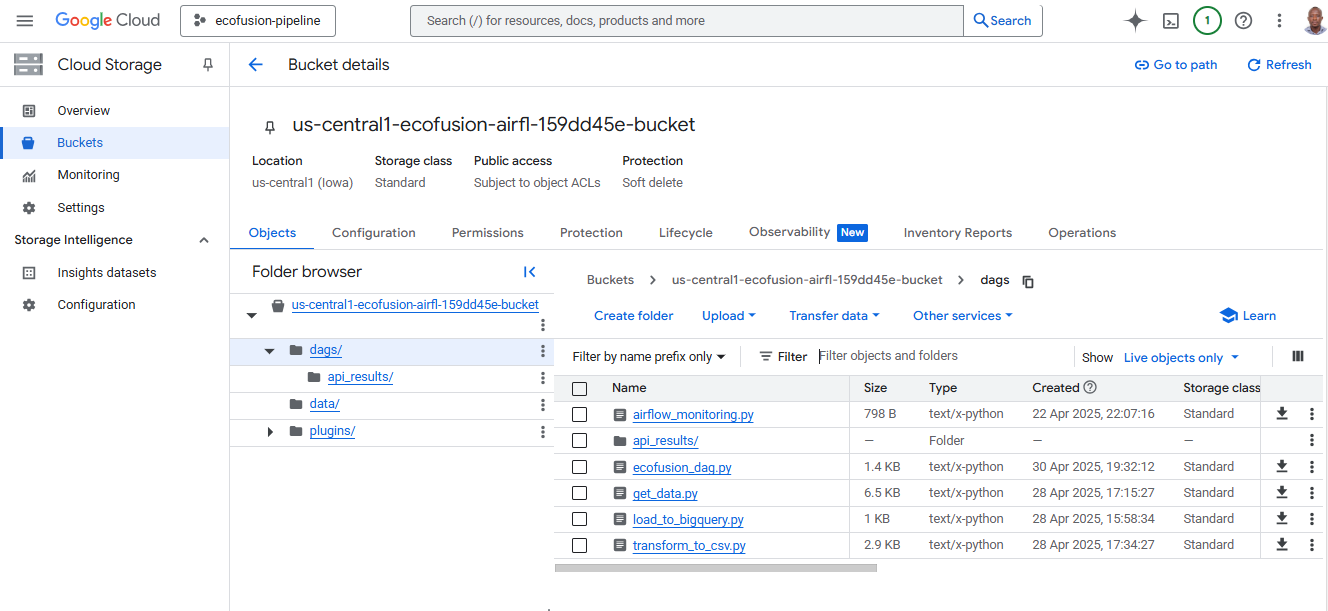 Google Cloud
ecofusion-pipeline
Search (/) for resources, docs, products and more
Search
1
Cloud Storage
Bucket details
Go to path
Refresh
Overview
Buckets
Monitoring
Settings
Storage Intelligence
Insights datasets
Configuration
us-central1-ecofusion-airfl-159dd45e-bucket
Location Storage class Public access Protection
us-central1 (Iowa) Standard Subject to object ACLs Soft delete
Objects Configuration Permissions Protection Lifecycle Observability New Inventory Reports Operations
Folder browser
us-central1-ecofusion-airfl-159dd45e-bucket
dags/
api_results/
data/
plugins/
Buckets > us-central1-ecofusion-airfl-159dd45e-bucket > dags
Create folder Upload Transfer data Other services Learn
Filter by name prefix only Filter Filter objects and folders Show Live objects only
Name Size Type Created Storage class
airflow_monitoring.py 798 B text/x-python 22 Apr 2025, 22:07:16 Standard
api_results/ — Folder — —
ecofusion_dag.py 1.4 KB text/x-python 30 Apr 2025, 19:32:12 Standard
get_data.py 6.5 KB text/x-python 28 Apr 2025, 17:15:27 Standard
load_to_bigquery.py 1 KB text/x-python 28 Apr 2025, 15:58:34 Standard
transform_to_csv.py 2.9 KB text/x-python 28 Apr 2025, 17:34:27 Standard